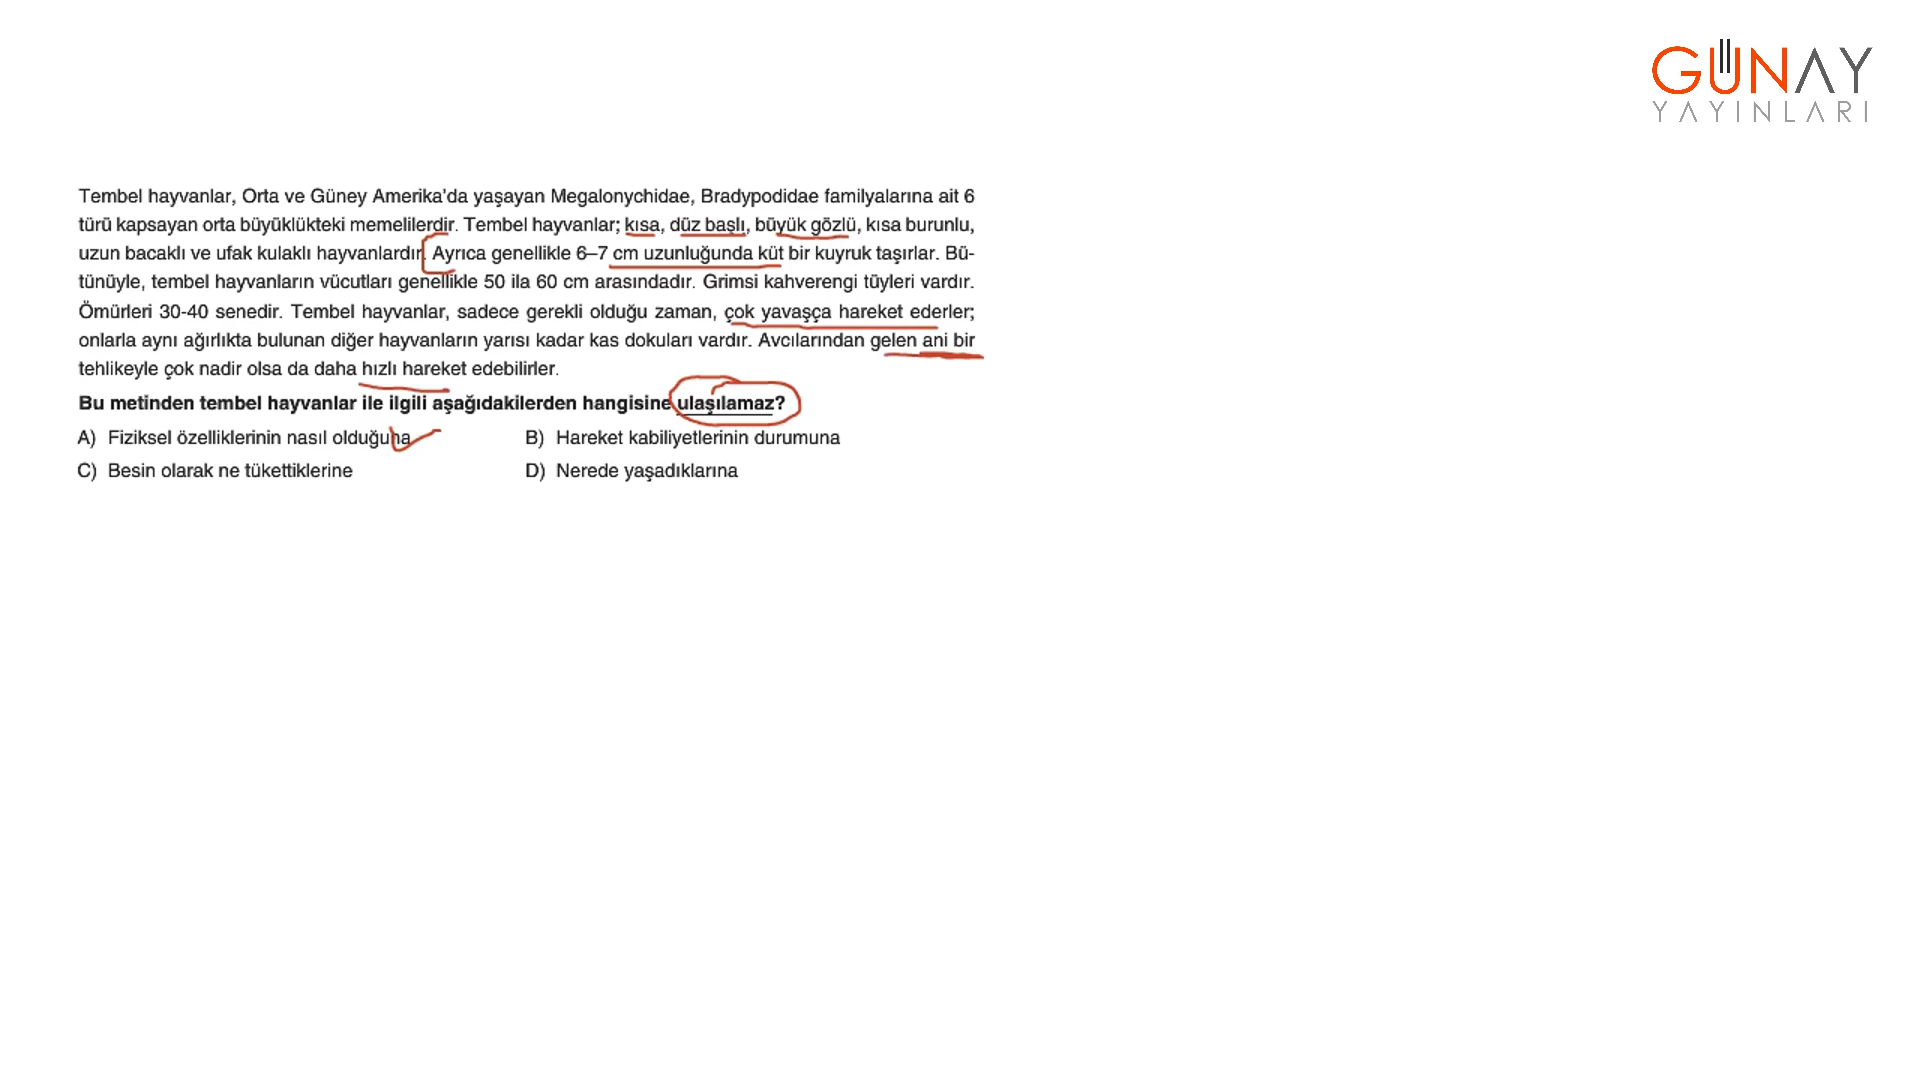 GÜNAY
YAYINLARI
Tembel hayvanlar, Orta ve Güney Amerika'da yaşayan Megalonychidae, Bradypodidae familyalarına ait 6
türü kapsayan orta büyüklükteki memelilerdir. Tembel hayvanlar; kısa, düz başlı, büyük gözlü, kısa burunlu,
uzun bacaklı ve ufak kulaklı hayvanlardır. Ayrıca genellikle 6–7 cm uzunluğunda küt bir kuyruk taşırlar. Bü-
tünüyle, tembel hayvanların vücutları genellikle 50 ila 60 cm arasındadır. Grimsi kahverengi tüyleri vardır.
Ömürleri 30-40 senedir. Tembel hayvanlar, sadece gerekli olduğu zaman, çok yavaşça hareket ederler;
onlarla aynı ağırlıkta bulunan diğer hayvanların yarısı kadar kas dokuları vardır. Avcılarından gelen ani bir
tehlikeyle çok nadir olsa da daha hızlı hareket edebilirler.
Bu metinden tembel hayvanlar ile ilgili aşağıdakilerden hangisine ulaşılamaz?
A) Fiziksel özelliklerinin nasıl olduğuna
B) Hareket kabiliyetlerinin durumuna
C) Besin olarak ne tükettiklerine
D) Nerede yaşadıklarına